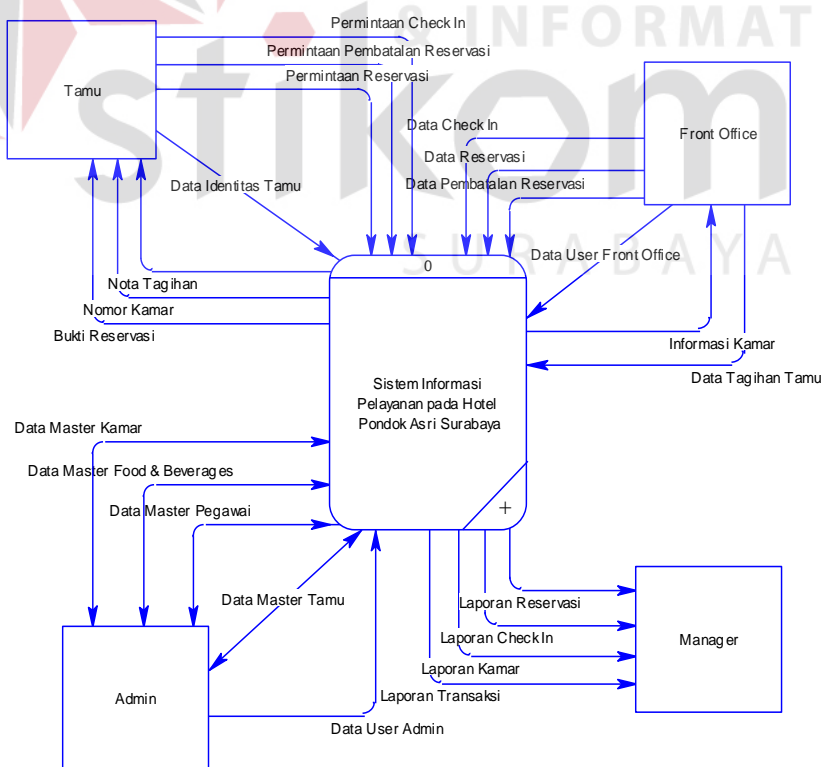 & INFORMAT
stikom
SURABAYA
Permintaan Check In
Permintaan Pembatalan Reservasi
Permintaan Reservasi
Tamu
Data Identitas Tamu
Data Check In
Data Reservasi
Data Pembatalan Reservasi
Front Office
Data User Front Office
0
Nota Tagihan
Nomor Kamar
Bukti Reservasi
Informasi Kamar
Data Tagihan Tamu
Sistem Informasi
Pelayanan pada Hotel
Pondok Asri Surabaya
+
Data Master Kamar
Data Master Food & Beverages
Data Master Pegawai
Data Master Tamu
Admin
Data User Admin
Laporan Reservasi
Laporan Check In
Laporan Kamar
Laporan Transaksi
Manager